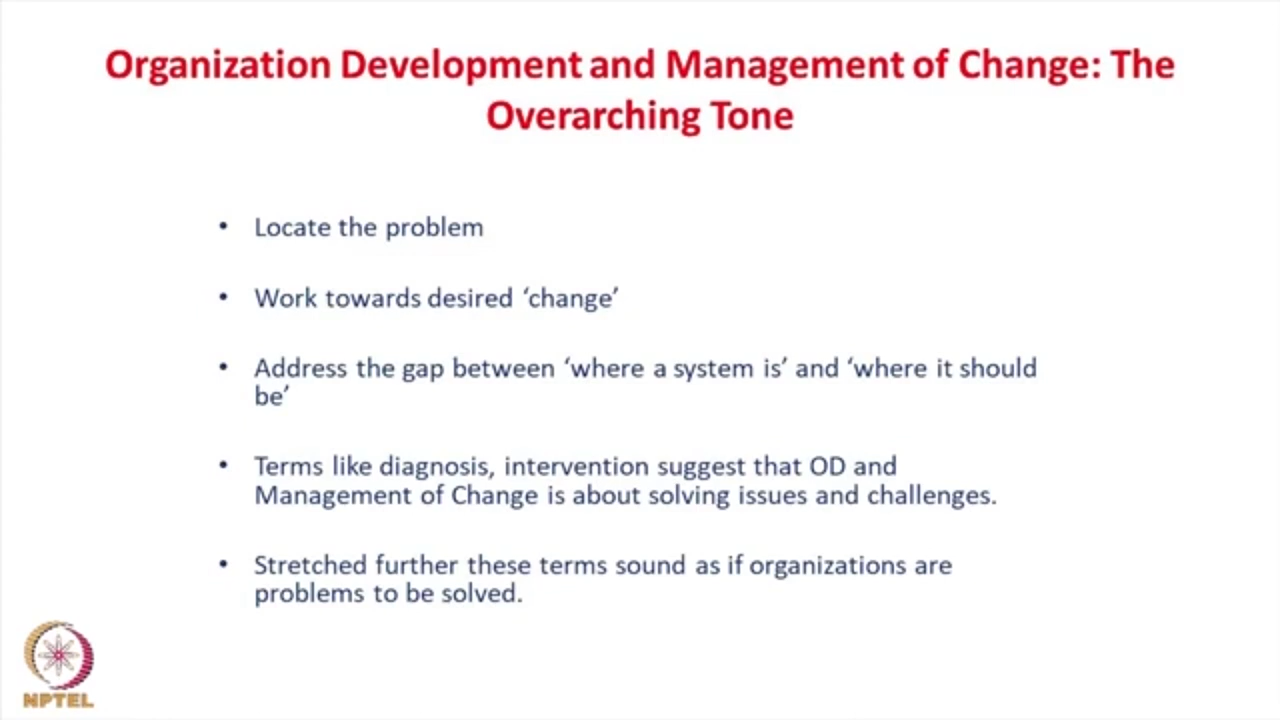 Organization Development and Management of Change: The
Overarching Tone
• Locate the problem
• Work towards desired ‘change’
• Address the gap between ‘where a system is’ and ‘where it should
be’
• Terms like diagnosis, intervention suggest that OD and
Management of Change is about solving issues and challenges.
• Stretched further these terms sound as if organizations are
problems to be solved.
NPTEL